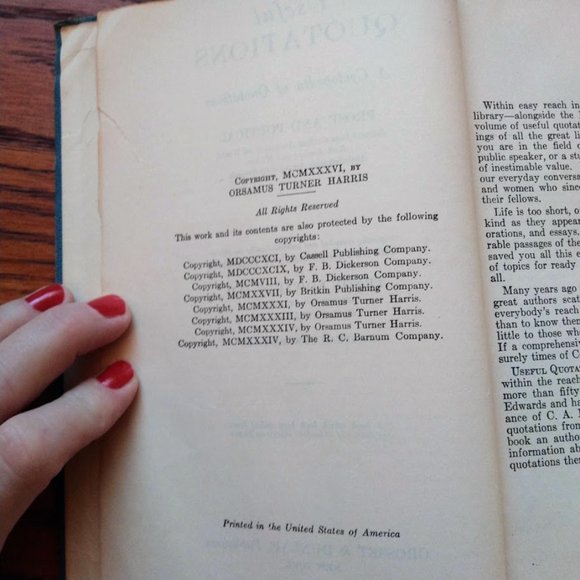 Copyright, MCMXXXVI, by
ORSAMUS TURNER HARRIS
All Rights Reserved
This work and its contents are also protected by the following
copyrights:
Copyright, MDCCCXCI, by Cassell Publishing Company.
Copyright, MDCCCXCIX, by F. B. Dickerson Company.
Copyright, MCMVIII, by F. B. Dickerson Company.
Copyright, MCMXXVII, by Britkin Publishing Company.
Copyright, MCMXXXI, by Orsamus Turner Harris.
Copyright, MCMXXXIII, by Orsamus Turner Harris.
Copyright, MCMXXXIV, by Orsamus Turner Harris.
Copyright, MCMXXXIV, by The R. C. Barnum Company.
Printed in the United States of America
Within easy reach in
library—alongside the
volume of useful quota
ings of all the great li
you are in the field o
public speaker, or a stu
of inestimable value.
our everyday conversa
and women who since
their fellows.
Life is too short, o
kind as they appear
orations, and essays.
rable passages of the
saved you all this e
of topics for ready
all.
Many years ago
great authors scat
everybody's reach
than to know them
little to those who
If a comprehensiv
surely times of C
Useful Quota
within the reach
more than fifty
Edwards and ha
ance of C. A.
quotations from
book an autho
information ab
quotations the